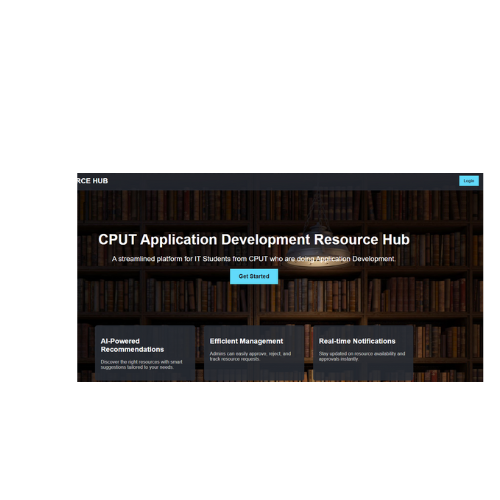 RCE HUB
Login
CPUT Application Development Resource Hub
A streamlined platform for IT Students from CPUT who are doing Application Development.
Get Started
AI-Powered
Recommendations
Discover the right resources with smart
suggestions tailored to your needs.
Efficient Management
Admins can easily approve, reject, and
track resource requests.
Real-time Notifications
Stay updated on resource availability and
approvals instantly.